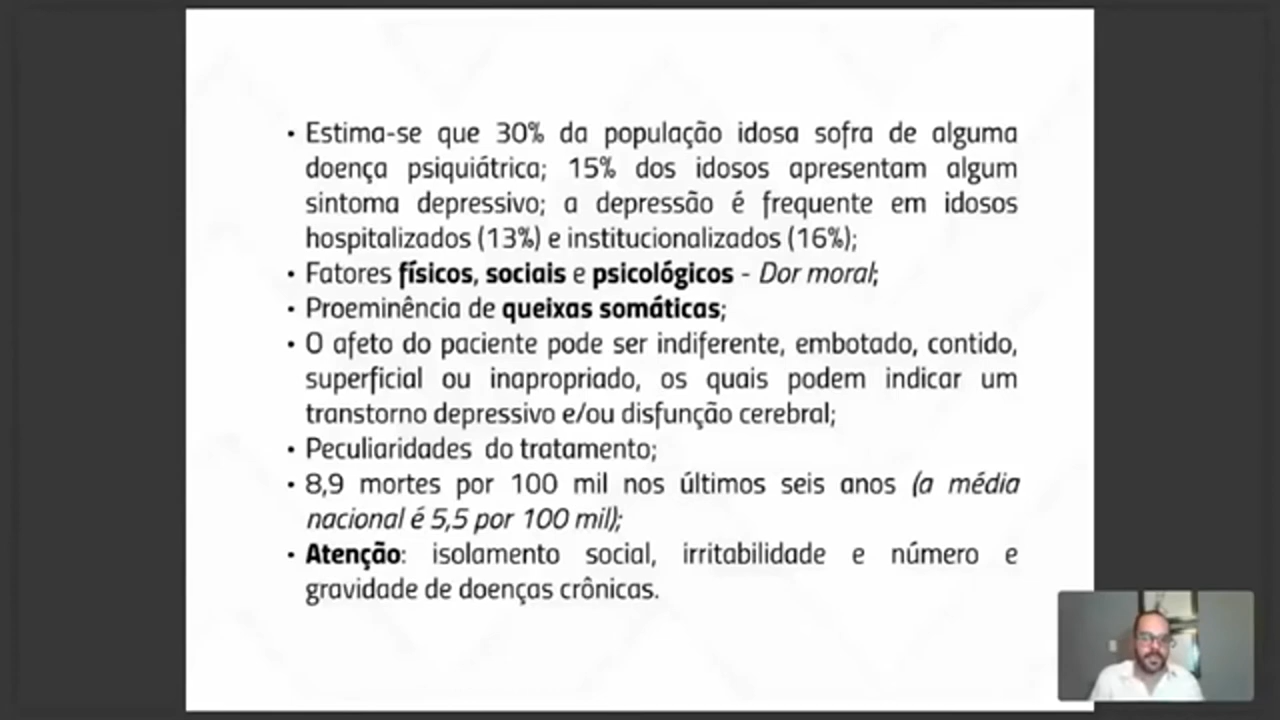 • Estima-se que 30% da população idosa sofra de alguma
doença psiquiátrica; 15% dos idosos apresentam algum
sintoma depressivo; a depressão é frequente em idosos
hospitalizados (13%) e institucionalizados (16%);
• Fatores físicos, sociais e psicológicos - Dor moral;
• Proeminência de queixas somáticas;
• O afeto do paciente pode ser indiferente, embotado, contido,
superficial ou inapropriado, os quais podem indicar um
transtorno depressivo e/ou disfunção cerebral;
• Peculiaridades do tratamento;
• 8,9 mortes por 100 mil nos últimos seis anos (a média
nacional é 5,5 por 100 mil);
• Atenção: isolamento social, irritabilidade e número e
gravidade de doenças crônicas.